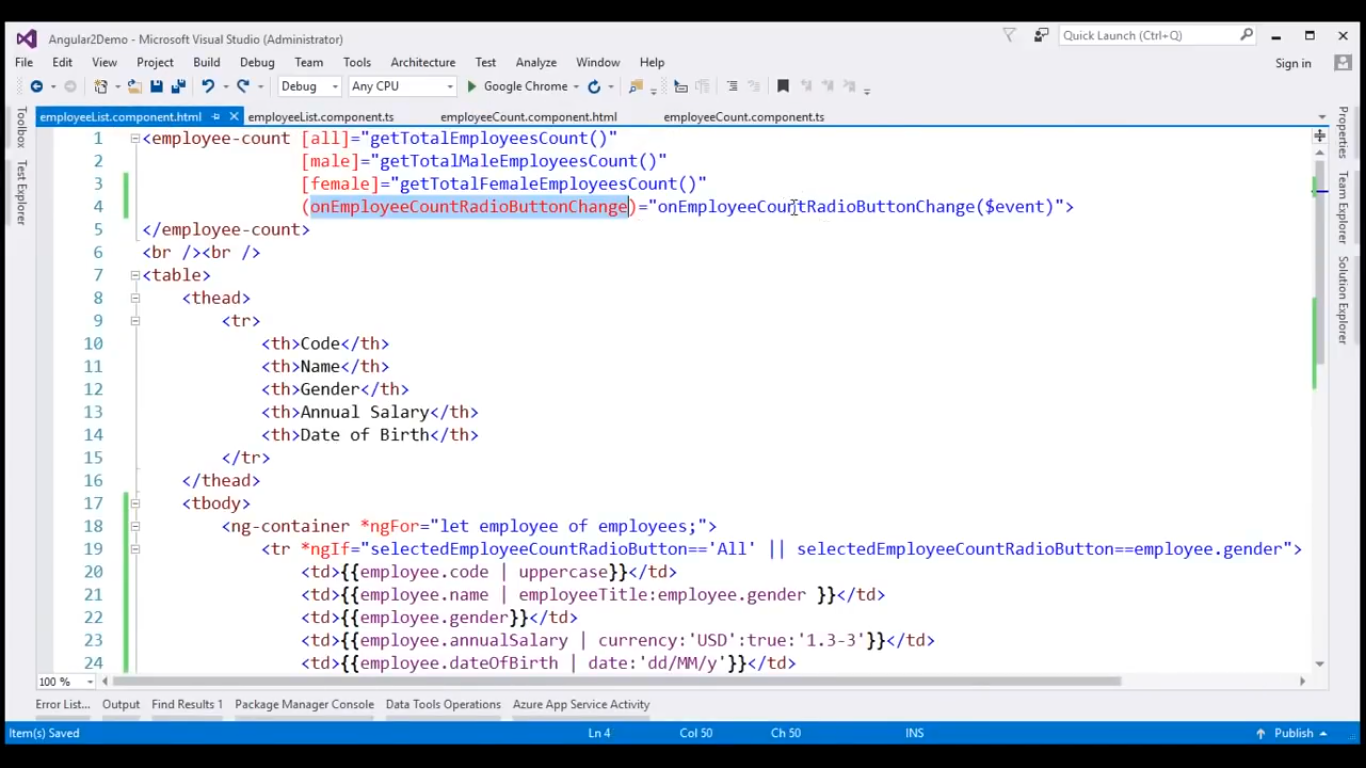 Angular2Demo - Microsoft Visual Studio (Administrator)
Quick Launch (Ctrl+Q)
File Edit View Project Build Debug Team Tools Architecture Test Analyze Window Help
Sign in
Debug Any CPU Google Chrome
employeeList.component.html employeeList.component.ts employeeCount.component.html employeeCount.component.ts
Toolbox
Test Explorer
1 <employee-count [all]="getTotalEmployeesCount()"
2 [male]="getTotalMaleEmployeesCount()"
3 [female]="getTotalFemaleEmployeesCount()"
4 (onEmployeeCountRadioButtonChange)="onEmployeeCountRadioButtonChange($event)">
5 </employee-count>
6 <br /><br />
7 <table>
8 <thead>
9 <tr>
10 <th>Code</th>
11 <th>Name</th>
12 <th>Gender</th>
13 <th>Annual Salary</th>
14 <th>Date of Birth</th>
15 </tr>
16 </thead>
17 <tbody>
18 <ng-container *ngFor="let employee of employees;">
19 <tr *ngIf="selectedEmployeeCountRadioButton=='All' || selectedEmployeeCountRadioButton==employee.gender">
20 <td>{{employee.code | uppercase}}</td>
21 <td>{{employee.name | employeeTitle:employee.gender }}</td>
22 <td>{{employee.gender}}</td>
23 <td>{{employee.annualSalary | currency:'USD':true:'1.3-3'}}</td>
24 <td>{{employee.dateOfBirth | date:'dd/MM/y'}}</td>
Properties
Team Explorer
Solution Explorer
100 %
Error List... Output Find Results 1 Package Manager Console Data Tools Operations Azure App Service Activity
Item(s) Saved Ln 4 Col 50 Ch 50 INS Publish